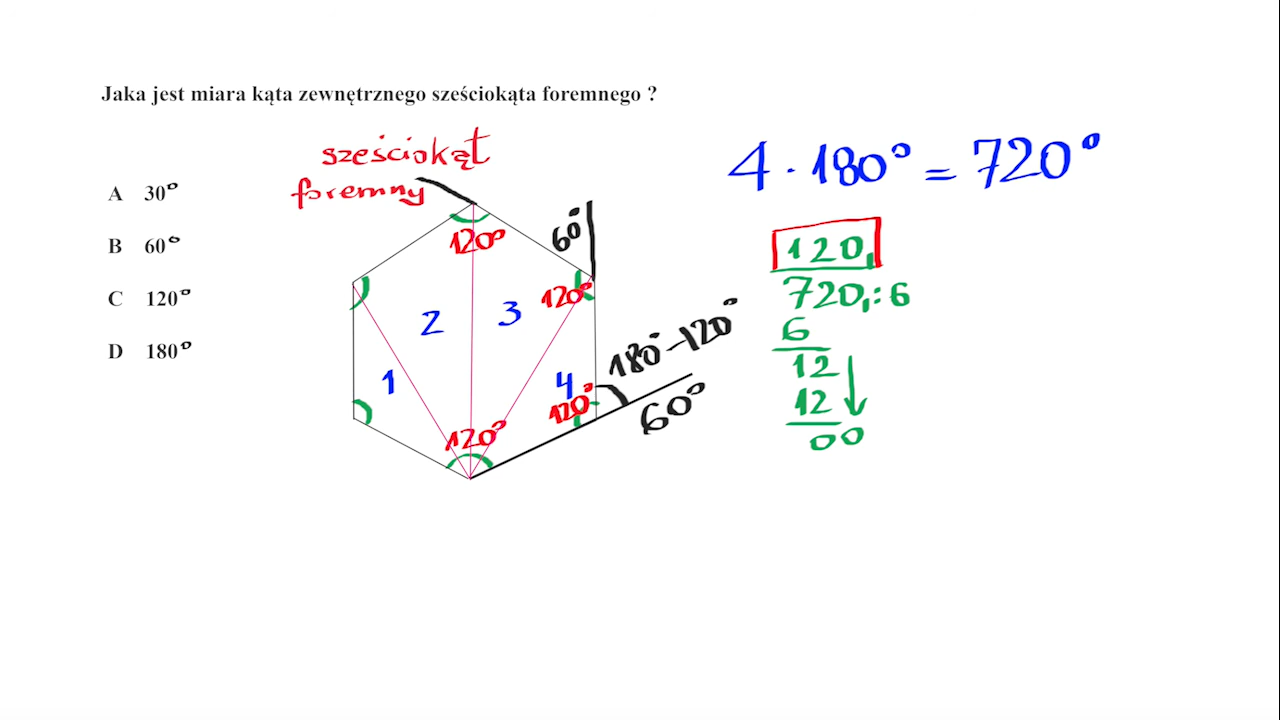 Jaka jest miara kąta zewnętrznego sześciokąta foremnego ?
A 30°
B 60°
C 120°
D 180°
sześciokąt
foremny
120°
60°
120°
2
3
1
4
120°
120°
180°-120°
60°
4 · 180° = 720°
120
720:6
6
12
12
00